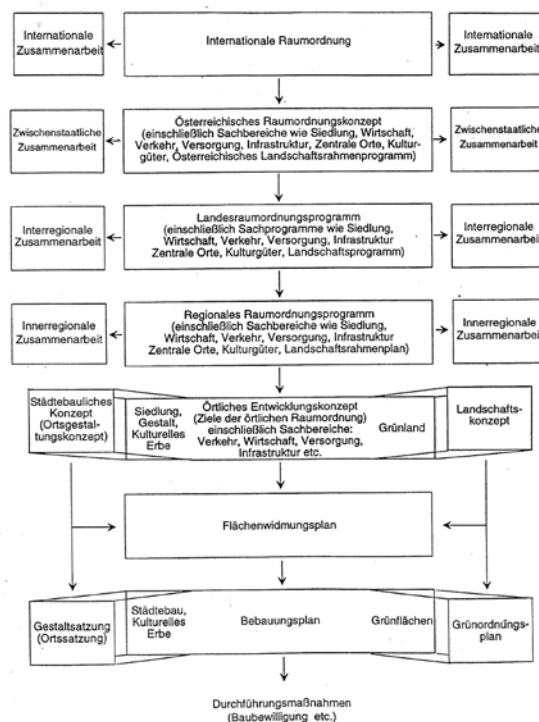 Internationale
Zusammenarbeit
Internationale Raumordnung
Internationale
Zusammenarbeit
Zwischenstaatliche
Zusammenarbeit
Österreichisches Raumordnungskonzept
(einschließlich Sachbereiche wie Siedlung, Wirtschaft,
Verkehr, Versorgung, Infrastruktur, Zentrale Orte, Kultur-
güter, Österreichisches Landschaftsrahmenprogramm)
Zwischenstaatliche
Zusammenarbeit
Interregionale
Zusammenarbeit
Landesraumordnungsprogramm
(einschließlich Sachprogramme wie Siedlung,
Wirtschaft, Verkehr, Versorgung, Infrastruktur
Zentrale Orte, Kulturgüter, Landschaftsprogramm)
Interregionale
Zusammenarbeit
Innerregionale
Zusammenarbeit
Regionales Raumordnungsprogramm
(einschließlich Sachbereiche wie Siedlung,
Wirtschaft, Verkehr, Versorgung, Infrastruktur
Zentrale Orte, Kulturgüter, Landschaftsrahmenplan)
Innerregionale
Zusammenarbeit
Städtebauliches
Konzept
(Ortsgestal-
tungskonzept)
Siedlung,
Gestalt,
Kulturelles
Erbe
Örtliches Entwicklungskonzept
(Ziele der örtlichen Raumordnung)
einschließlich Sachbereiche:
Verkehr, Wirtschaft, Versorgung,
Infrastruktur etc.
Grünland
Landschafts-
konzept
Flächenwidmungsplan
Gestaltsatzung
(Ortssatzung)
Städtebau,
Kulturelles
Erbe
Bebauungsplan
Grünflächen
Grünordnungs-
plan
Durchführungsmaßnahmen
(Baubewilligung etc.)